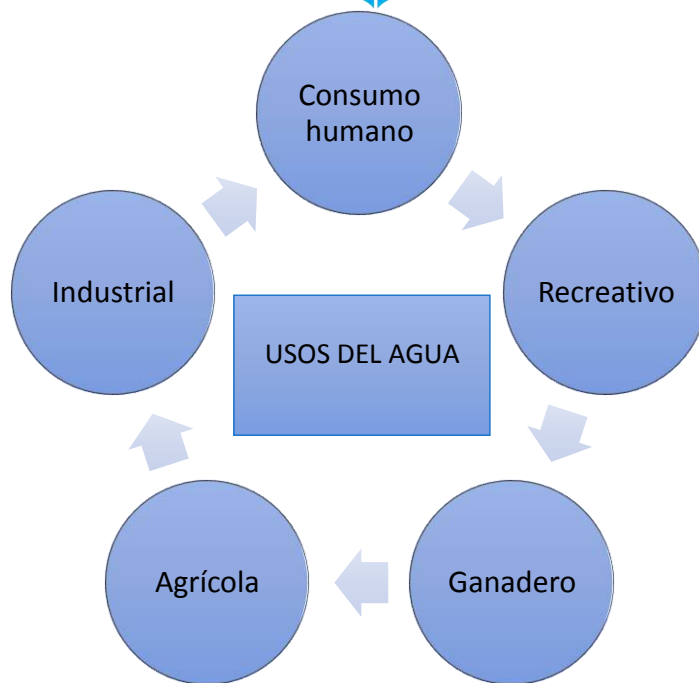 Consumo
humano
Industrial
Recreativo
USOS DEL AGUA
Agrícola
Ganadero